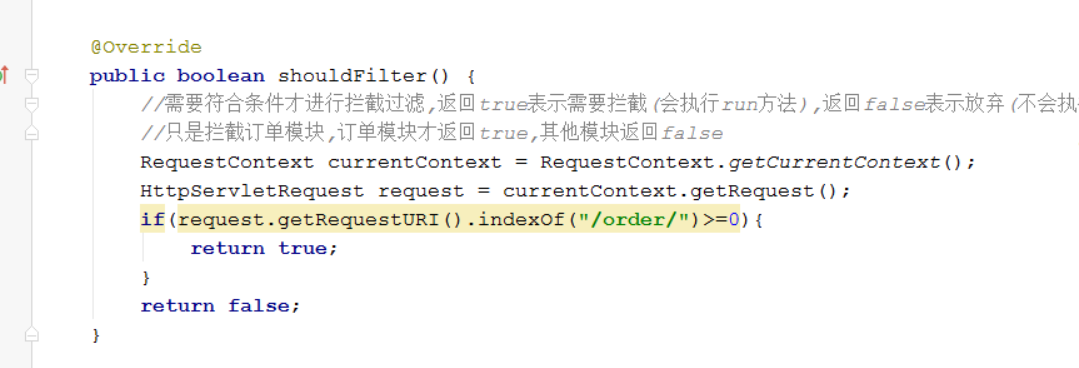 @Override
public boolean shouldFilter() {
//需要符合条件才进行拦截过滤,返回true表示需要拦截(会执行run方法),返回false表示放弃(不会执
//只是拦截订单模块,订单模块才返回true,其他模块返回false
RequestContext currentContext = RequestContext.getCurrentContext();
HttpServletRequest request = currentContext.getRequest();
if(request.getRequestURI().indexOf("/order/")>=0){
return true;
}
return false;
}